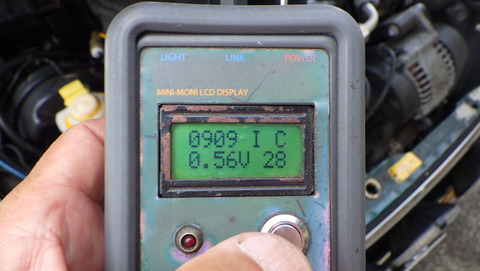 LIGHT LINK POWER
MINI-MONI LCD DISPLAY
0909 I C
0.56V 28